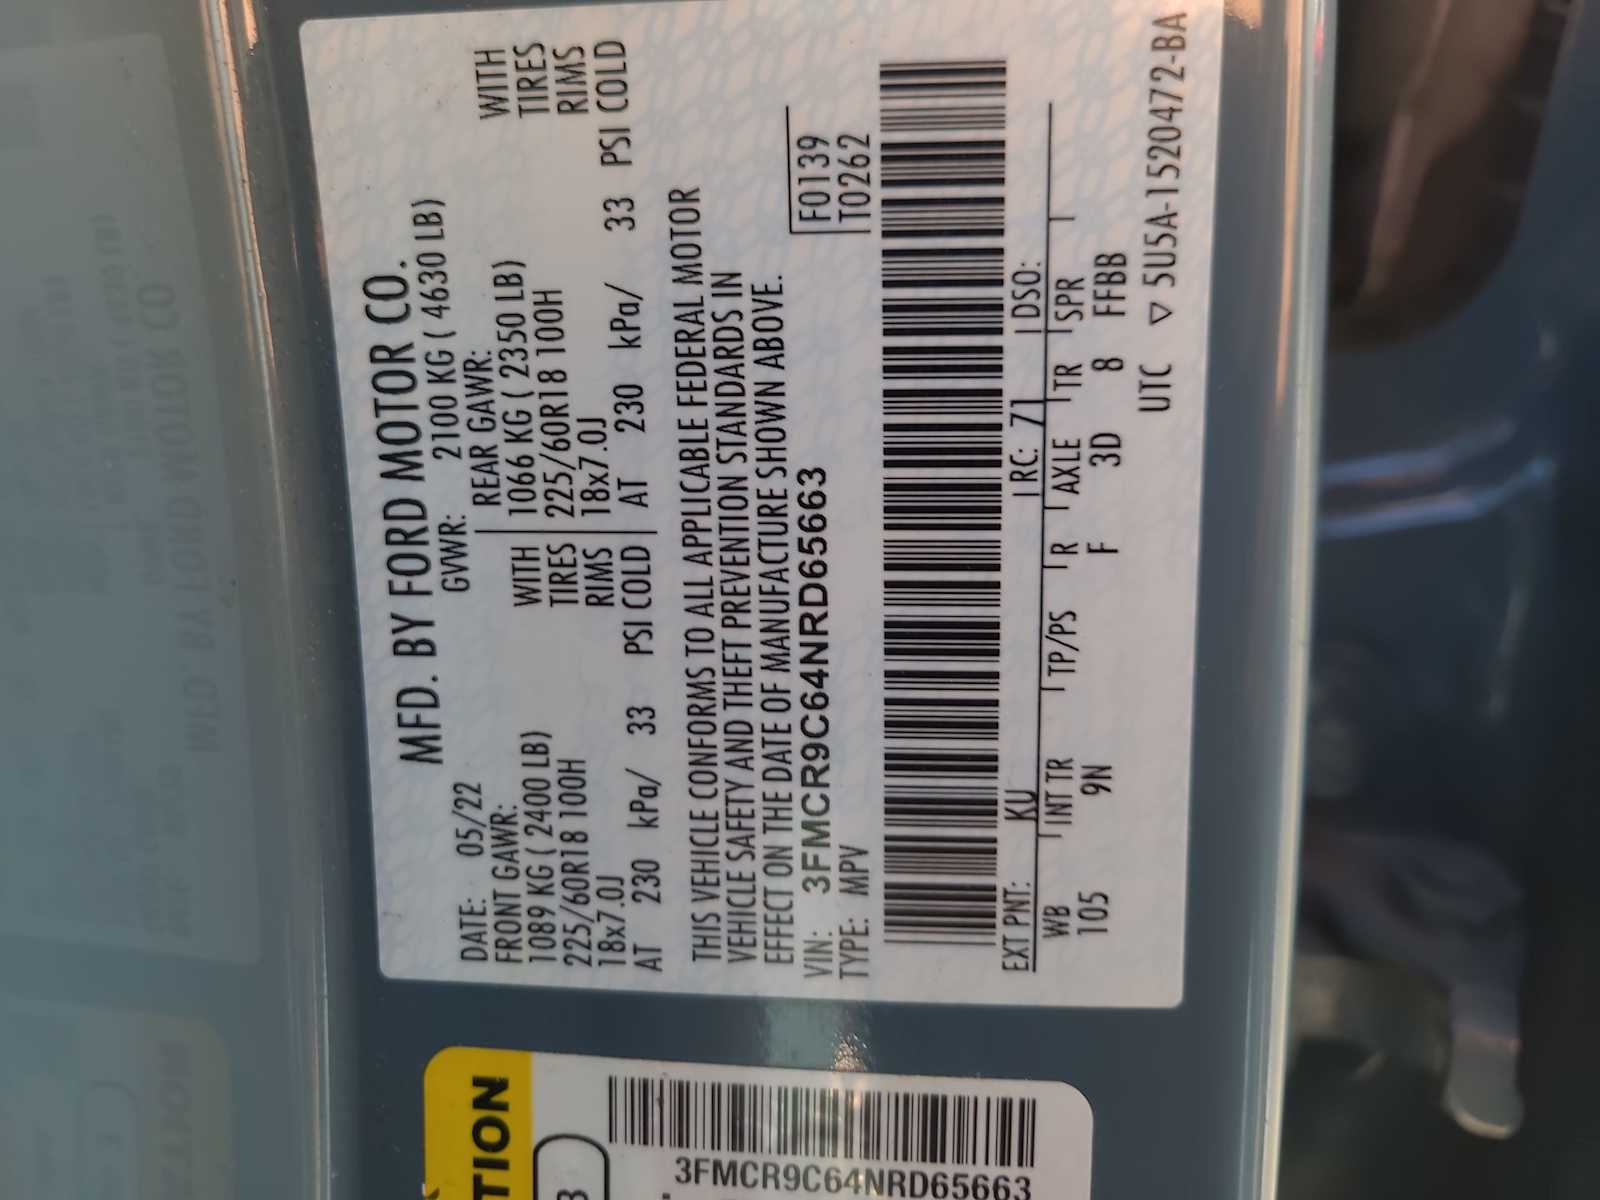 MFD. BY FORD MOTOR CO.
DATE: 05/22 GVWR: 2100 KG ( 4630 LB)
FRONT GAWR: REAR GAWR:
1089 KG ( 2400 LB) WITH 1066 KG ( 2350 LB) WITH
225/60R18 100H TIRES 225/60R18 100H TIRES
18x7.0J RIMS 18x7.0J RIMS
AT 230 kPa/ 33 PSI COLD AT 230 kPa/ 33 PSI COLD
THIS VEHICLE CONFORMS TO ALL APPLICABLE FEDERAL MOTOR
VEHICLE SAFETY AND THEFT PREVENTION STANDARDS IN
EFFECT ON THE DATE OF MANUFACTURE SHOWN ABOVE.
VIN: 3FMCR9C64NRD65663 F0139
TYPE: MPV T0262
EXT PNT: KU RC: 71 DSO:
WB INT TR TP/PS R AXLE TR SPR
105 9N F 3D 8 FFBB
UTC ▽ 5U5A-1520472-BA
TION
3FMCR9C64NRD65663